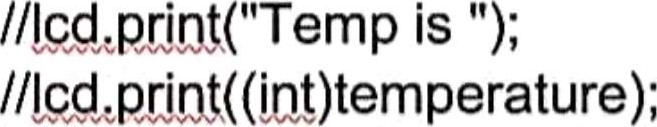 //lcd.print("Temp is ");
//lcd.print((int)temperature);